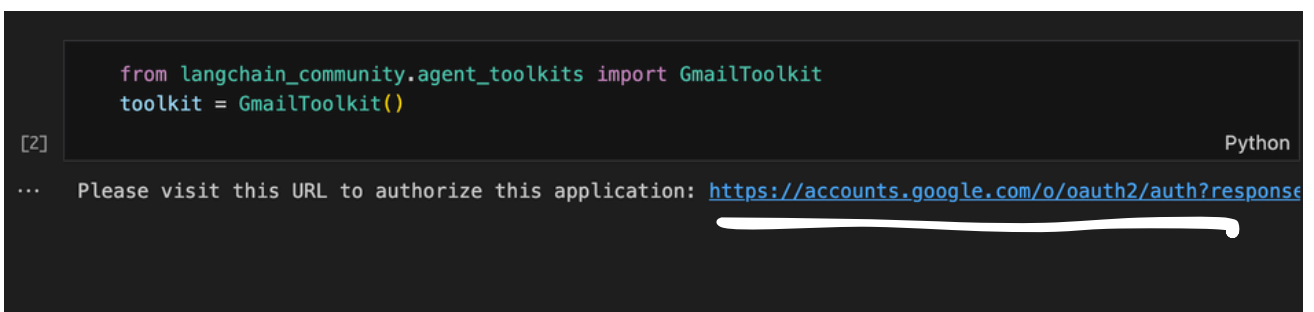 from langchain_community.agent_toolkits import GmailToolkit
toolkit = GmailToolkit()
[2]
Python
... Please visit this URL to authorize this application: https://accounts.google.com/o/oauth2/auth?response